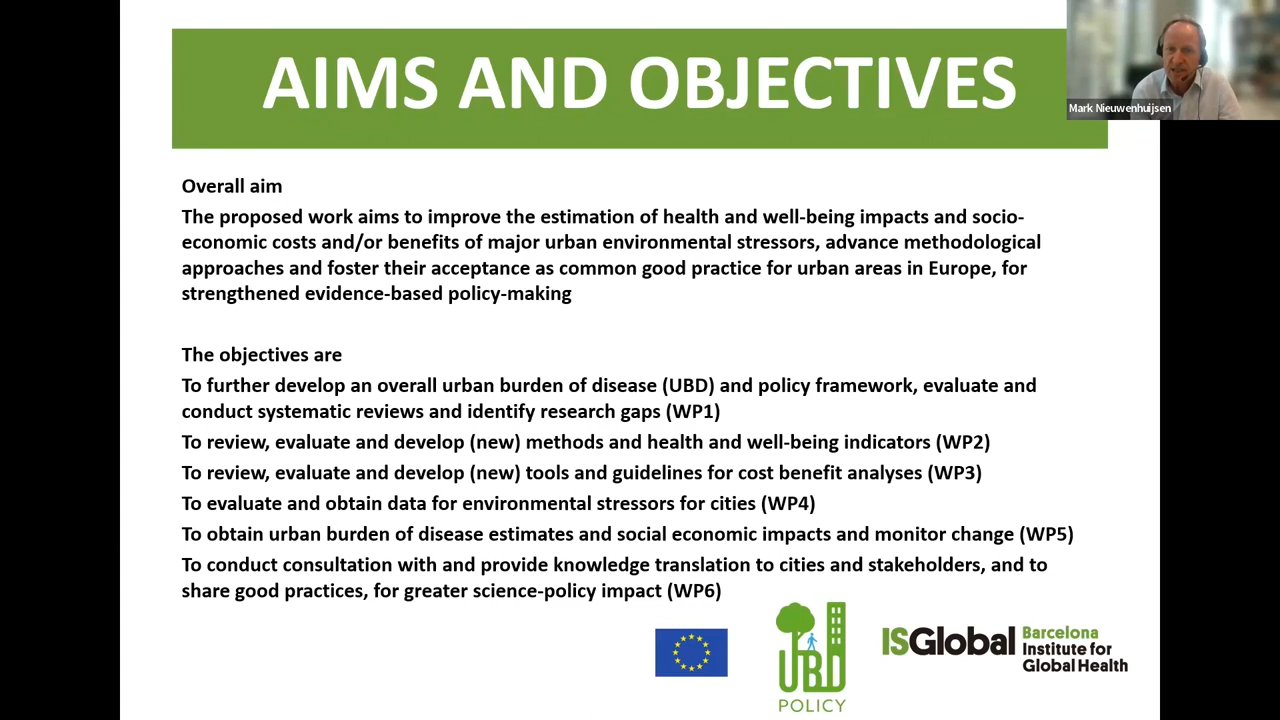 AIMS AND OBJECTIVES
Mark Nieuwenhuijsen
Overall aim
The proposed work aims to improve the estimation of health and well-being impacts and socio-
economic costs and/or benefits of major urban environmental stressors, advance methodological
approaches and foster their acceptance as common good practice for urban areas in Europe, for
strengthened evidence-based policy-making
The objectives are
To further develop an overall urban burden of disease (UBD) and policy framework, evaluate and
conduct systematic reviews and identify research gaps (WP1)
To review, evaluate and develop (new) methods and health and well-being indicators (WP2)
To review, evaluate and develop (new) tools and guidelines for cost benefit analyses (WP3)
To evaluate and obtain data for environmental stressors for cities (WP4)
To obtain urban burden of disease estimates and social economic impacts and monitor change (WP5)
To conduct consultation with and provide knowledge translation to cities and stakeholders, and to
share good practices, for greater science-policy impact (WP6)
UBD
POLICY
ISGlobal
Barcelona
Institute for
Global Health